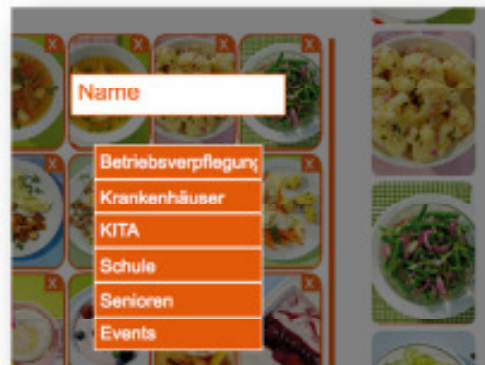 X X X X
Name
X X
Betriebsverpflegung
Krankenhäuser
KITA
Schule
Senioren
X X
Events